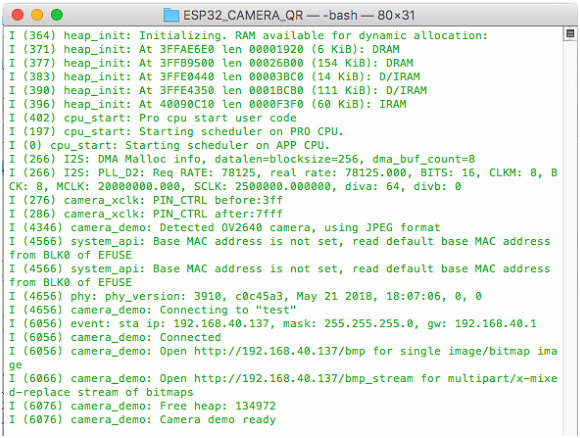 ESP32_CAMERA_QR — -bash — 80×31
I (364) heap_init: Initializing. RAM available for dynamic allocation:
I (371) heap_init: At 3FFAE6E0 len 00001920 (6 KiB): DRAM
I (377) heap_init: At 3FFB9500 len 00026B00 (154 KiB): DRAM
I (383) heap_init: At 3FFE0440 len 00003BC0 (14 KiB): D/IRAM
I (390) heap_init: At 3FFE4350 len 0001BCB0 (111 KiB): D/IRAM
I (396) heap_init: At 40090C10 len 0000F3F0 (60 KiB): IRAM
I (402) cpu_start: Pro cpu start user code
I (197) cpu_start: Starting scheduler on PRO CPU.
I (0) cpu_start: Starting scheduler on APP CPU.
I (266) I2S: DMA Malloc info, datalen=blocksize=256, dma_buf_count=8
I (266) I2S: PLL_D2: Req RATE: 78125, real rate: 78125.000, BITS: 16, CLKM: 8, B
CK: 8, MCLK: 20000000.000, SCLK: 2500000.000000, diva: 64, divb: 0
I (276) camera_xclk: PIN_CTRL before:3ff
I (286) camera_xclk: PIN_CTRL after:7fff
I (4346) camera_demo: Detected OV2640 camera, using JPEG format
I (4566) system_api: Base MAC address is not set, read default base MAC address
from BLK0 of EFUSE
I (4566) system_api: Base MAC address is not set, read default base MAC address
from BLK0 of EFUSE
I (4656) phy: phy_version: 3910, c0c45a3, May 21 2018, 18:07:06, 0, 0
I (4656) camera_demo: Connecting to "test"
I (6056) event: sta ip: 192.168.40.137, mask: 255.255.255.0, gw: 192.168.40.1
I (6056) camera_demo: Connected
I (6056) camera_demo: Open http://192.168.40.137/bmp for single image/bitmap ima
ge
I (6066) camera_demo: Open http://192.168.40.137/bmp_stream for multipart/x-mixe
d-replace stream of bitmaps
I (6076) camera_demo: Free heap: 134972
I (6076) camera_demo: Camera demo ready